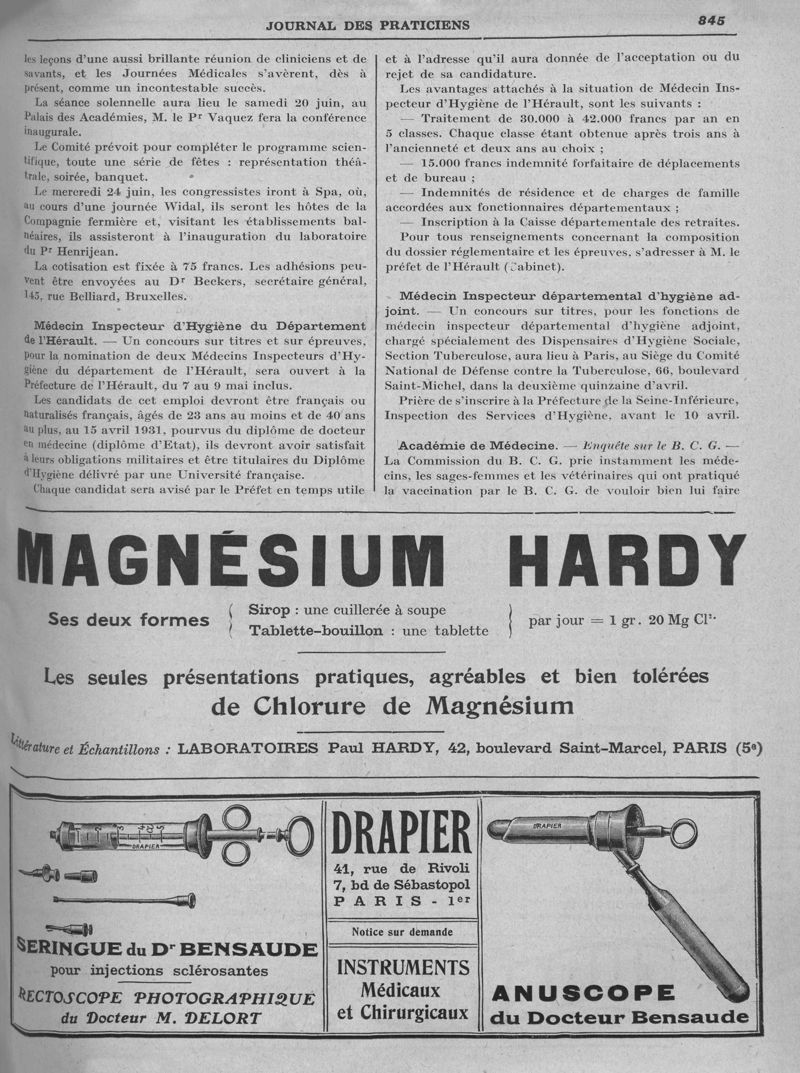 JOURNAL DES PRATICIENS
845
les leçons d'une aussi brillante réunion de cliniciens et de
savants, et les Journées Médicales s'avèrent, dès à
présent, comme un incontestable succès.
La séance solennelle aura lieu le samedi 20 juin, au
Palais des Académies, M. le Pr Vaquez fera la conférence
inaugurale.
Le Comité prévoit pour compléter le programme scien-
tifique, toute une série de fêtes : représentation théâ-
trale, soirée, banquet.
Le mercredi 24 juin, les congressistes iront à Spa, où,
au cours d'une journée Widal, ils seront les hôtes de la
Compagnie fermière et, visitant les établissements bal-
néaires, ils assisteront à l'inauguration du laboratoire
du Pr Henrijean.
La cotisation est fixée à 75 francs. Les adhésions peu-
vent être envoyées au Dr Beckers, secrétaire général,
145, rue Belliard, Bruxelles.
Médecin Inspecteur d'Hygiène du Département
de l'Hérault. — Un concours sur titres et sur épreuves,
pour la nomination de deux Médecins Inspecteurs d'Hy-
giène du département de l'Hérault, sera ouvert à la
Préfecture de l'Hérault, du 7 au 9 mai inclus.
Les candidats de cet emploi devront être français ou
naturalisés français, âgés de 23 ans au moins et de 40 ans
au plus, au 15 avril 1931, pourvus du diplôme de docteur
en médecine (diplôme d'Etat), ils devront avoir satisfait
à leurs obligations militaires et être titulaires du Diplôme
d'Hygiène délivré par une Université française.
Chaque candidat sera avisé par le Préfet en temps utile
et à l'adresse qu'il aura donnée de l'acceptation ou du
rejet de sa candidature.
Les avantages attachés à la situation de Médecin Ins-
pecteur d'Hygiène de l'Hérault, sont les suivants :
— Traitement de 30.000 à 42.000 francs par an en
5 classes. Chaque classe étant obtenue après trois ans à
l'ancienneté et deux ans au choix ;
— 15.000 francs indemnité forfaitaire de déplacements
et de bureau ;
— Indemnités de résidence et de charges de famille
accordées aux fonctionnaires départementaux ;
— Inscription à la Caisse départementale des retraites.
Pour tous renseignements concernant la composition
du dossier réglementaire et les épreuves, s'adresser à M. le
préfet de l'Hérault (Cabinet).
Médecin Inspecteur départemental d'hygiène ad-
joint. — Un concours sur titres, pour les fonctions de
médecin inspecteur départemental d'hygiène adjoint,
chargé spécialement des Dispensaires d'Hygiène Sociale,
Section Tuberculose, aura lieu à Paris, au Siège du Comité
National de Défense contre la Tuberculose, 66, boulevard
Saint-Michel, dans la deuxième quinzaine d'avril.
Prière de s'inscrire à la Préfecture de la Seine-Inférieure,
Inspection des Services d'Hygiène, avant le 10 avril.
Académie de Médecine. — Enquête sur le B. C. G. —
La Commission du B. C. G. prie instamment les méde-
cins, les sages-femmes et les vétérinaires qui ont pratiqué
la vaccination par le B. C. G. de vouloir bien lui faire
MAGNÉSIUM HARDY
Ses deux formes
Sirop : une cuillerée à soupe
Tablette-bouillon : une tablette
par jour = 1 gr. 20 Mg Cl²
Les seules présentations pratiques, agréables et bien tolérées
de Chlorure de Magnésium
Littérature et Échantillons : LABORATOIRES Paul HARDY, 42, boulevard Saint-Marcel, PARIS (5e)
DRAPIER
SERINGUE du Dr BENSAUDE
pour injections sclérosantes
RECTOSCOPE PHOTOGRAPHIQUE
du Docteur M. DELORT
DRAPIER
41, rue de Rivoli
7, bd de Sébastopol
PARIS - 1er
Notice sur demande
INSTRUMENTS
Médicaux
et Chirurgicaux
DRAPIER
ANUSCOPE
du Docteur Bensaude